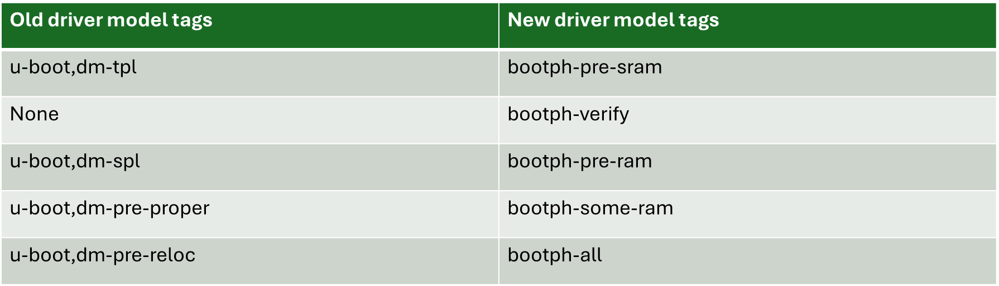 Old driver model tags New driver model tags
u-boot,dm-tpl bootph-pre-sram
None bootph-verify
u-boot,dm-spl bootph-pre-ram
u-boot,dm-pre-proper bootph-some-ram
u-boot,dm-pre-reloc bootph-all